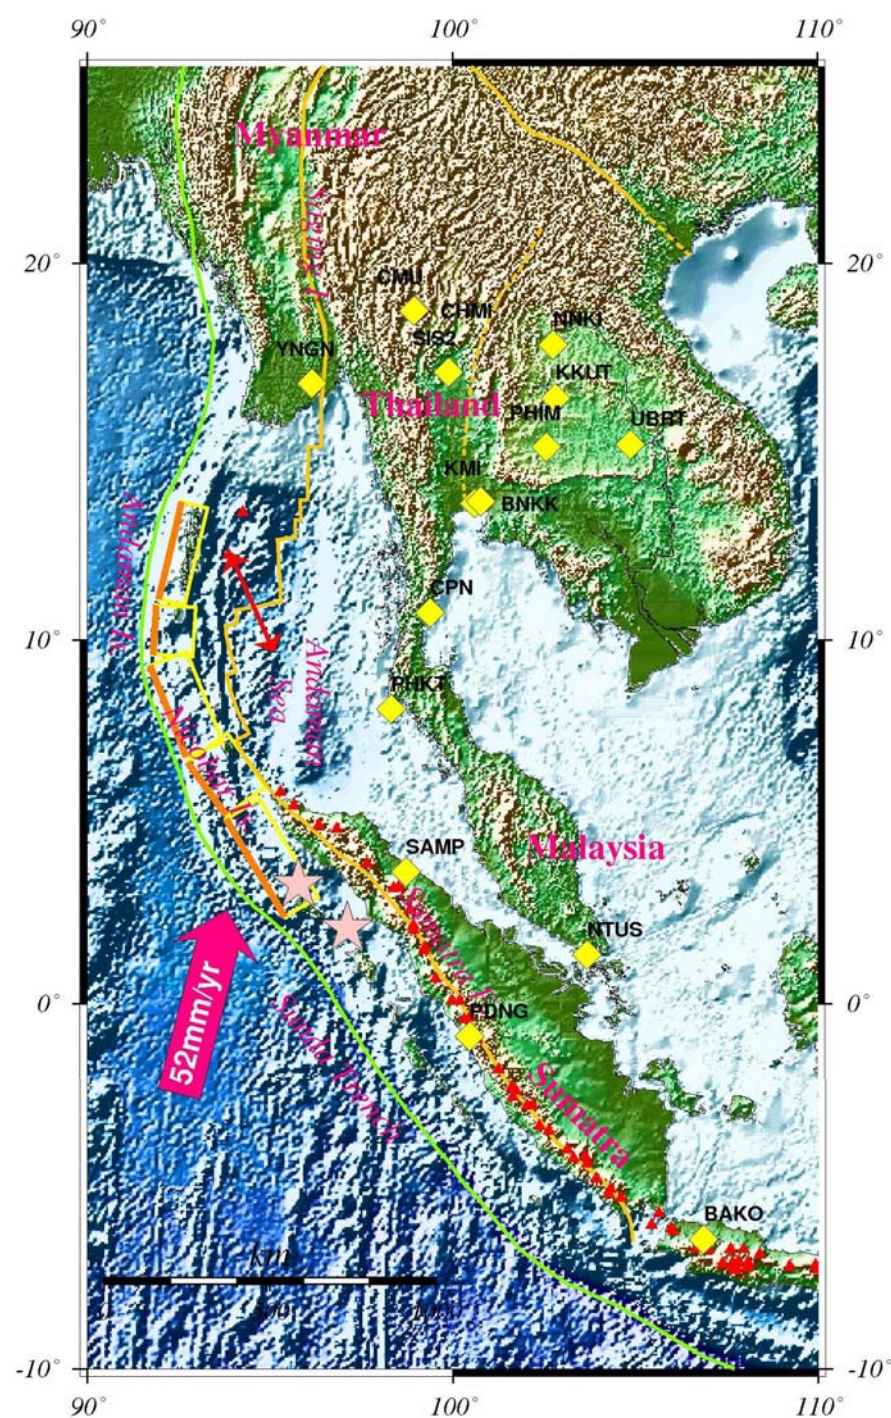 90°
100°
110°
Myanmar
Sagaing F.
20°
20°
CMU
CHMI
SIS2
NNKI
YNGN
KKUT
Thailand
PHIM
UBRT
KMI
BNKK
Andaman Is.
CPN
10°
10°
Andaman
Sea
PHKT
Nicobar Is.
SAMP
Malaysia
Sumatra F.
NTUS
0°
0°
52mm/yr
Sunda Trench
PDNG
Sumatra
BAKO
km
0
500
1000
-10°
-10°
90°
100°
110°